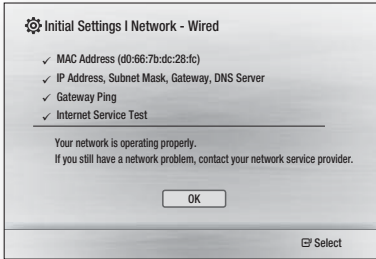 Initial Settings I Network - Wired
✓ MAC Address (d0:66:7b:dc:28:fc)
✓ IP Address, Subnet Mask, Gateway, DNS Server
✓ Gateway Ping
✓ Internet Service Test
Your network is operating properly.
If you still have a network problem, contact your network service provider.
OK
Select